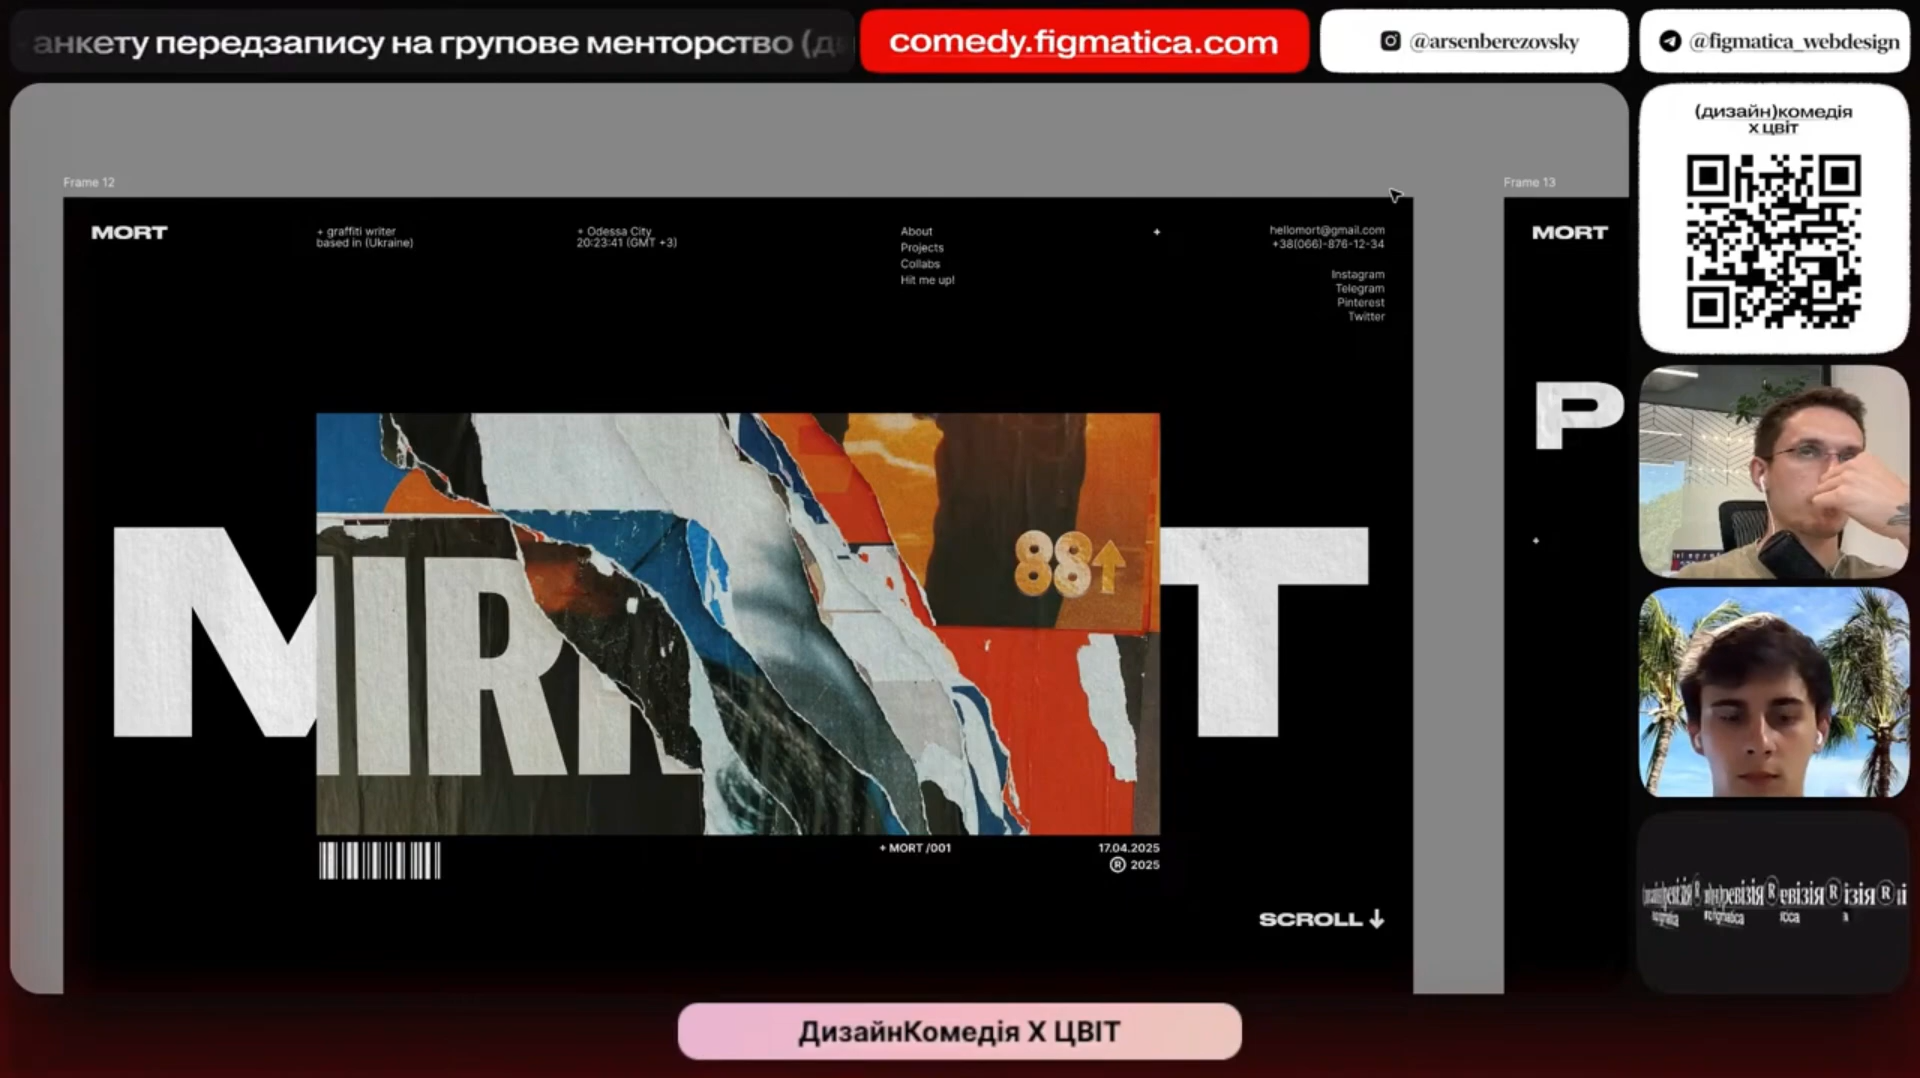 анкету передзапису на групове менторство
comedy.figmatica.com
@arsenberezovsky
@figmatica_webdesign
(дизайн)комедія
х цвіт
Frame 12
Frame 13
MORT
+ graffiti writer
based in (Ukraine)
+ Odessa City
20:23:41 (GMT +3)
About
Projects
Collabs
Hit me up!
+
hellomort@gmail.com
+38(066)-876-12-34
Instagram
Telegram
Pinterest
Twitter
MORT
P
+
M
T
88↑
+ MORT /001
17.04.2025
® 2025
SCROLL ↓
ДизайнКомедія Х ЦВІТ